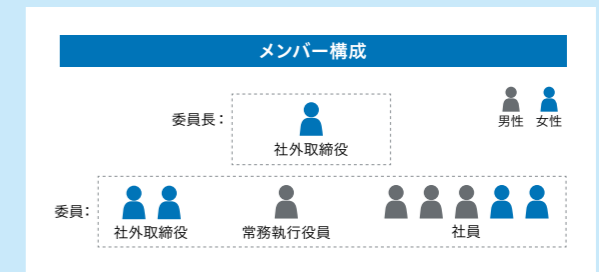 メンバー構成
男性 女性
委員長：
社外取締役
委員：
社外取締役 常務執行役員 社員